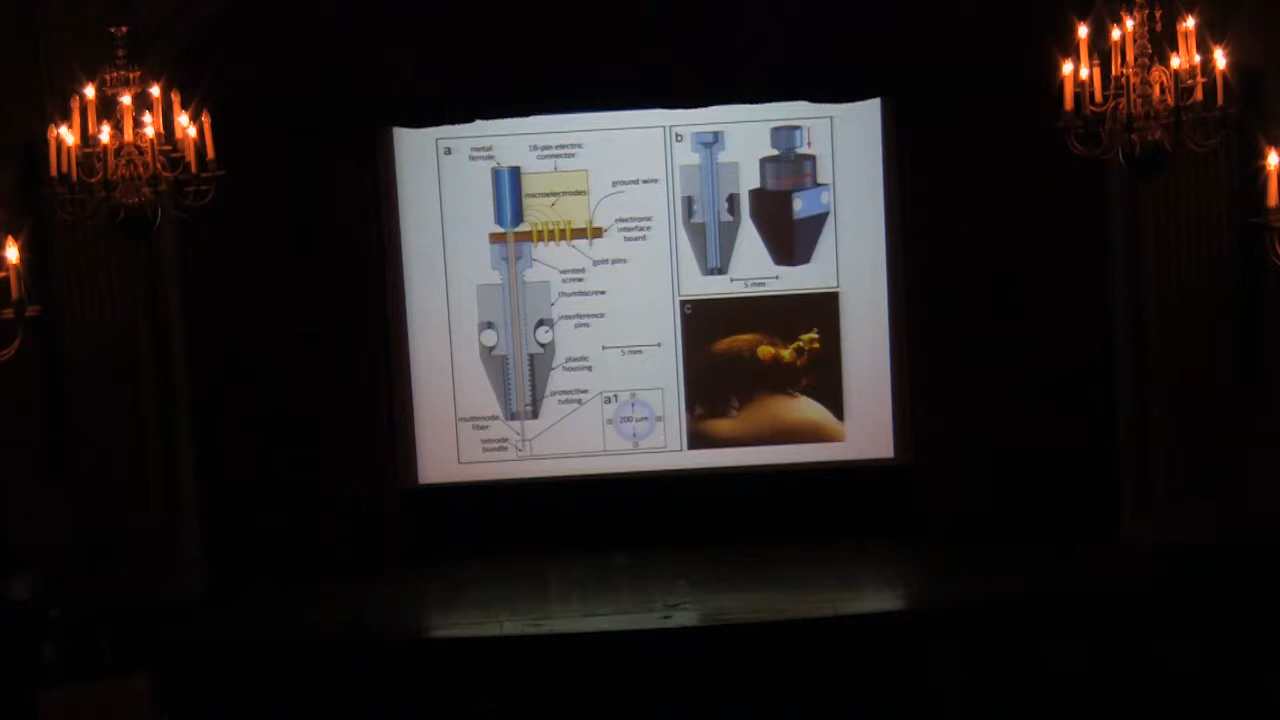 a
metal
ferrule
18-pin electric
connector
microelectrodes
ground wire
electronic
interface
board
gold pins
vented
screw
thumbscrew
interference
pins
5 mm
plastic
housing
protective
tubing
multimode
fiber
tetrode
bundle
a1
200 µm
b
5 mm
c